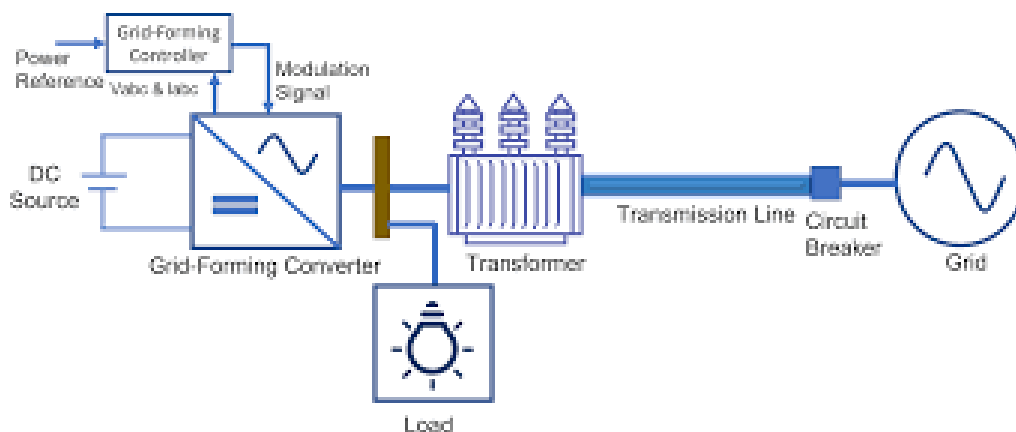 Grid-Forming
Controller
Power
Reference
Vabc & Iabc
Modulation
Signal
DC
Source
Grid-Forming Converter
Transformer
Transmission Line
Circuit
Breaker
Grid
Load